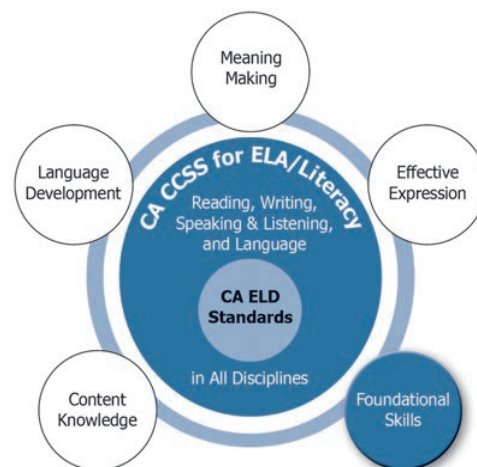 Meaning
Making
Language
Development
Effective
Expression
CA CCSS for ELA/Literacy
Reading, Writing,
Speaking & Listening,
and Language
CA ELD
Standards
in All Disciplines
Content
Knowledge
Foundational
Skills